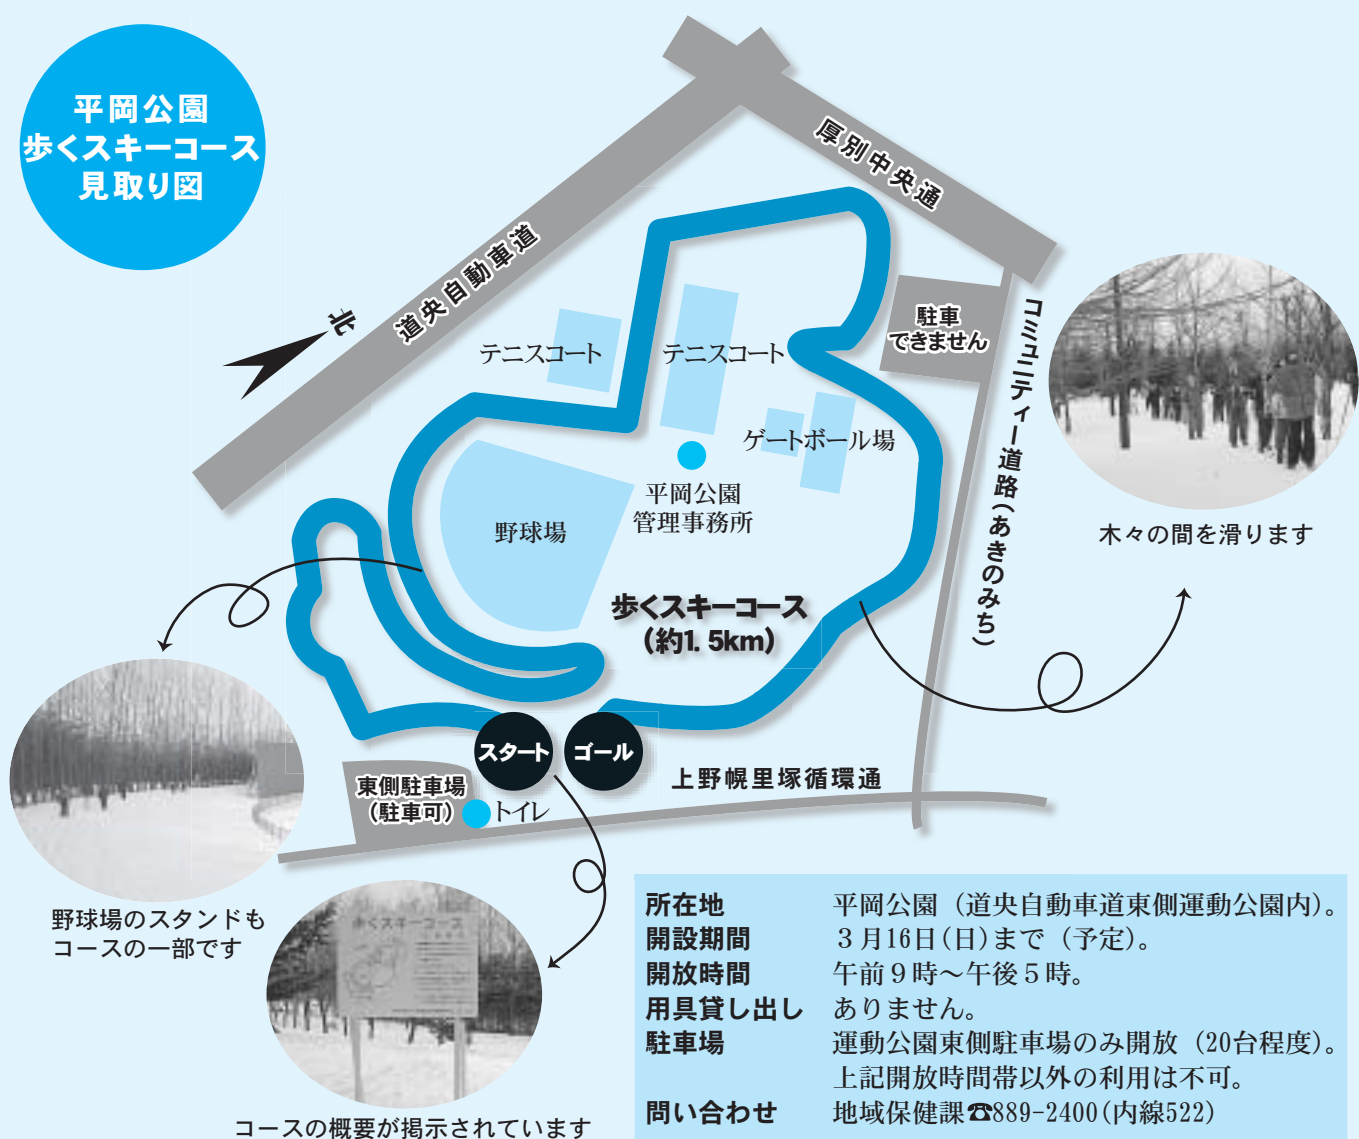 平岡公園
歩くスキーコース
見取り図
厚別中央通
道央自動車道
北
駐車
できません
コミュニティー道路(あきのみち)
テニスコート
テニスコート
ゲートボール場
平岡公園
管理事務所
野球場
歩くスキーコース
(約1.5km)
木々の間を滑ります
スタート
ゴール
上野幌里塚循環通
東側駐車場
(駐車可)
トイレ
野球場のスタンドも
コースの一部です
歩くスキーコース
コースの概要が掲示されています
所在地 平岡公園(道央自動車道東側運動公園内)。
開設期間 3月16日(日)まで(予定)。
開放時間 午前9時〜午後5時。
用具貸し出し ありません。
駐車場 運動公園東側駐車場のみ開放(20台程度)。
上記開放時間帯以外の利用は不可。
問い合わせ 地域保健課☎889-2400(内線522)